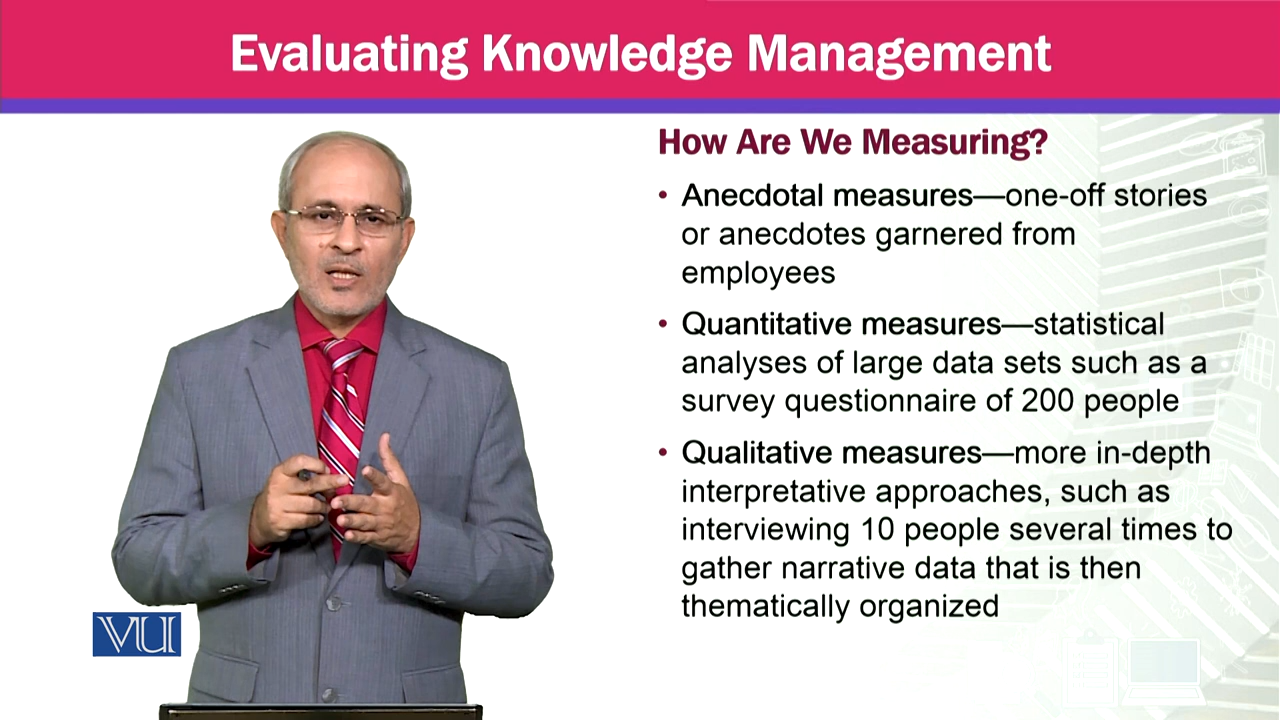 Evaluating Knowledge Management
How Are We Measuring?
• Anecdotal measures—one-off stories
or anecdotes garnered from
employees
• Quantitative measures—statistical
analyses of large data sets such as a
survey questionnaire of 200 people
• Qualitative measures—more in-depth
interpretative approaches, such as
interviewing 10 people several times to
gather narrative data that is then
thematically organized
VU